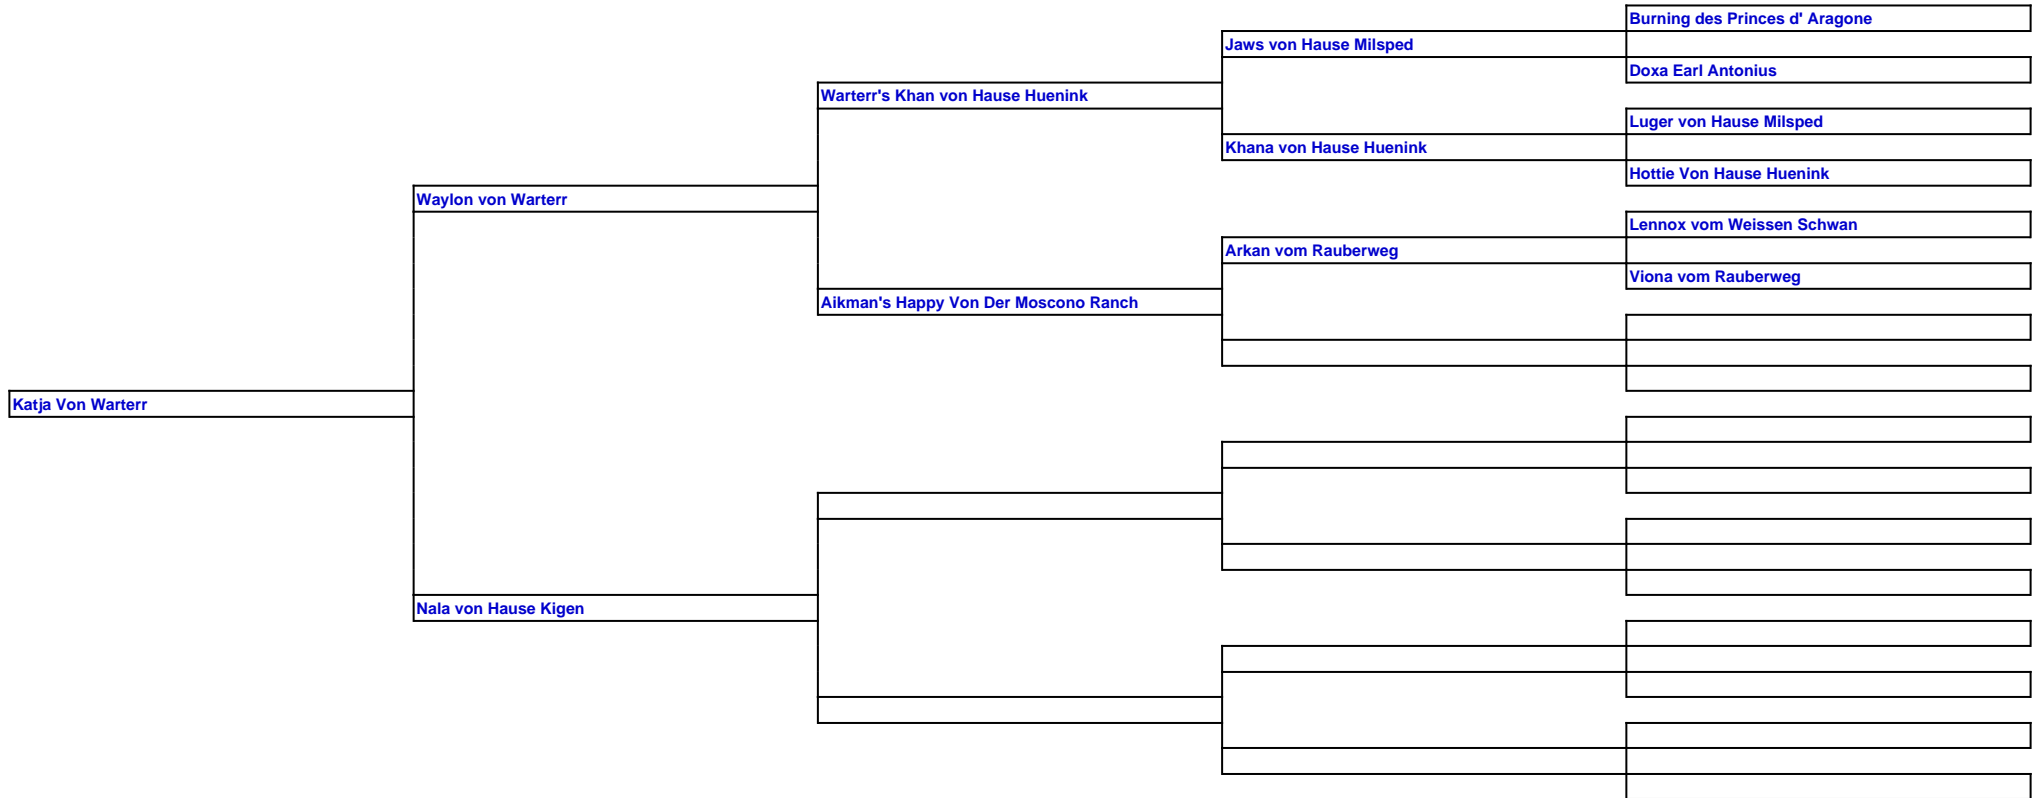 Burning des Princes d' Aragone
Jaws von Hause Milsped
Doxa Earl Antonius
Warterr's Khan von Hause Huenink
Luger von Hause Milsped
Khana von Hause Huenink
Hottie Von Hause Huenink
Waylon von Warterr
Lennox vom Weissen Schwan
Arkan vom Rauberweg
Viona vom Rauberweg
Aikman's Happy Von Der Moscono Ranch
Katja Von Warterr
Nala von Hause Kigen